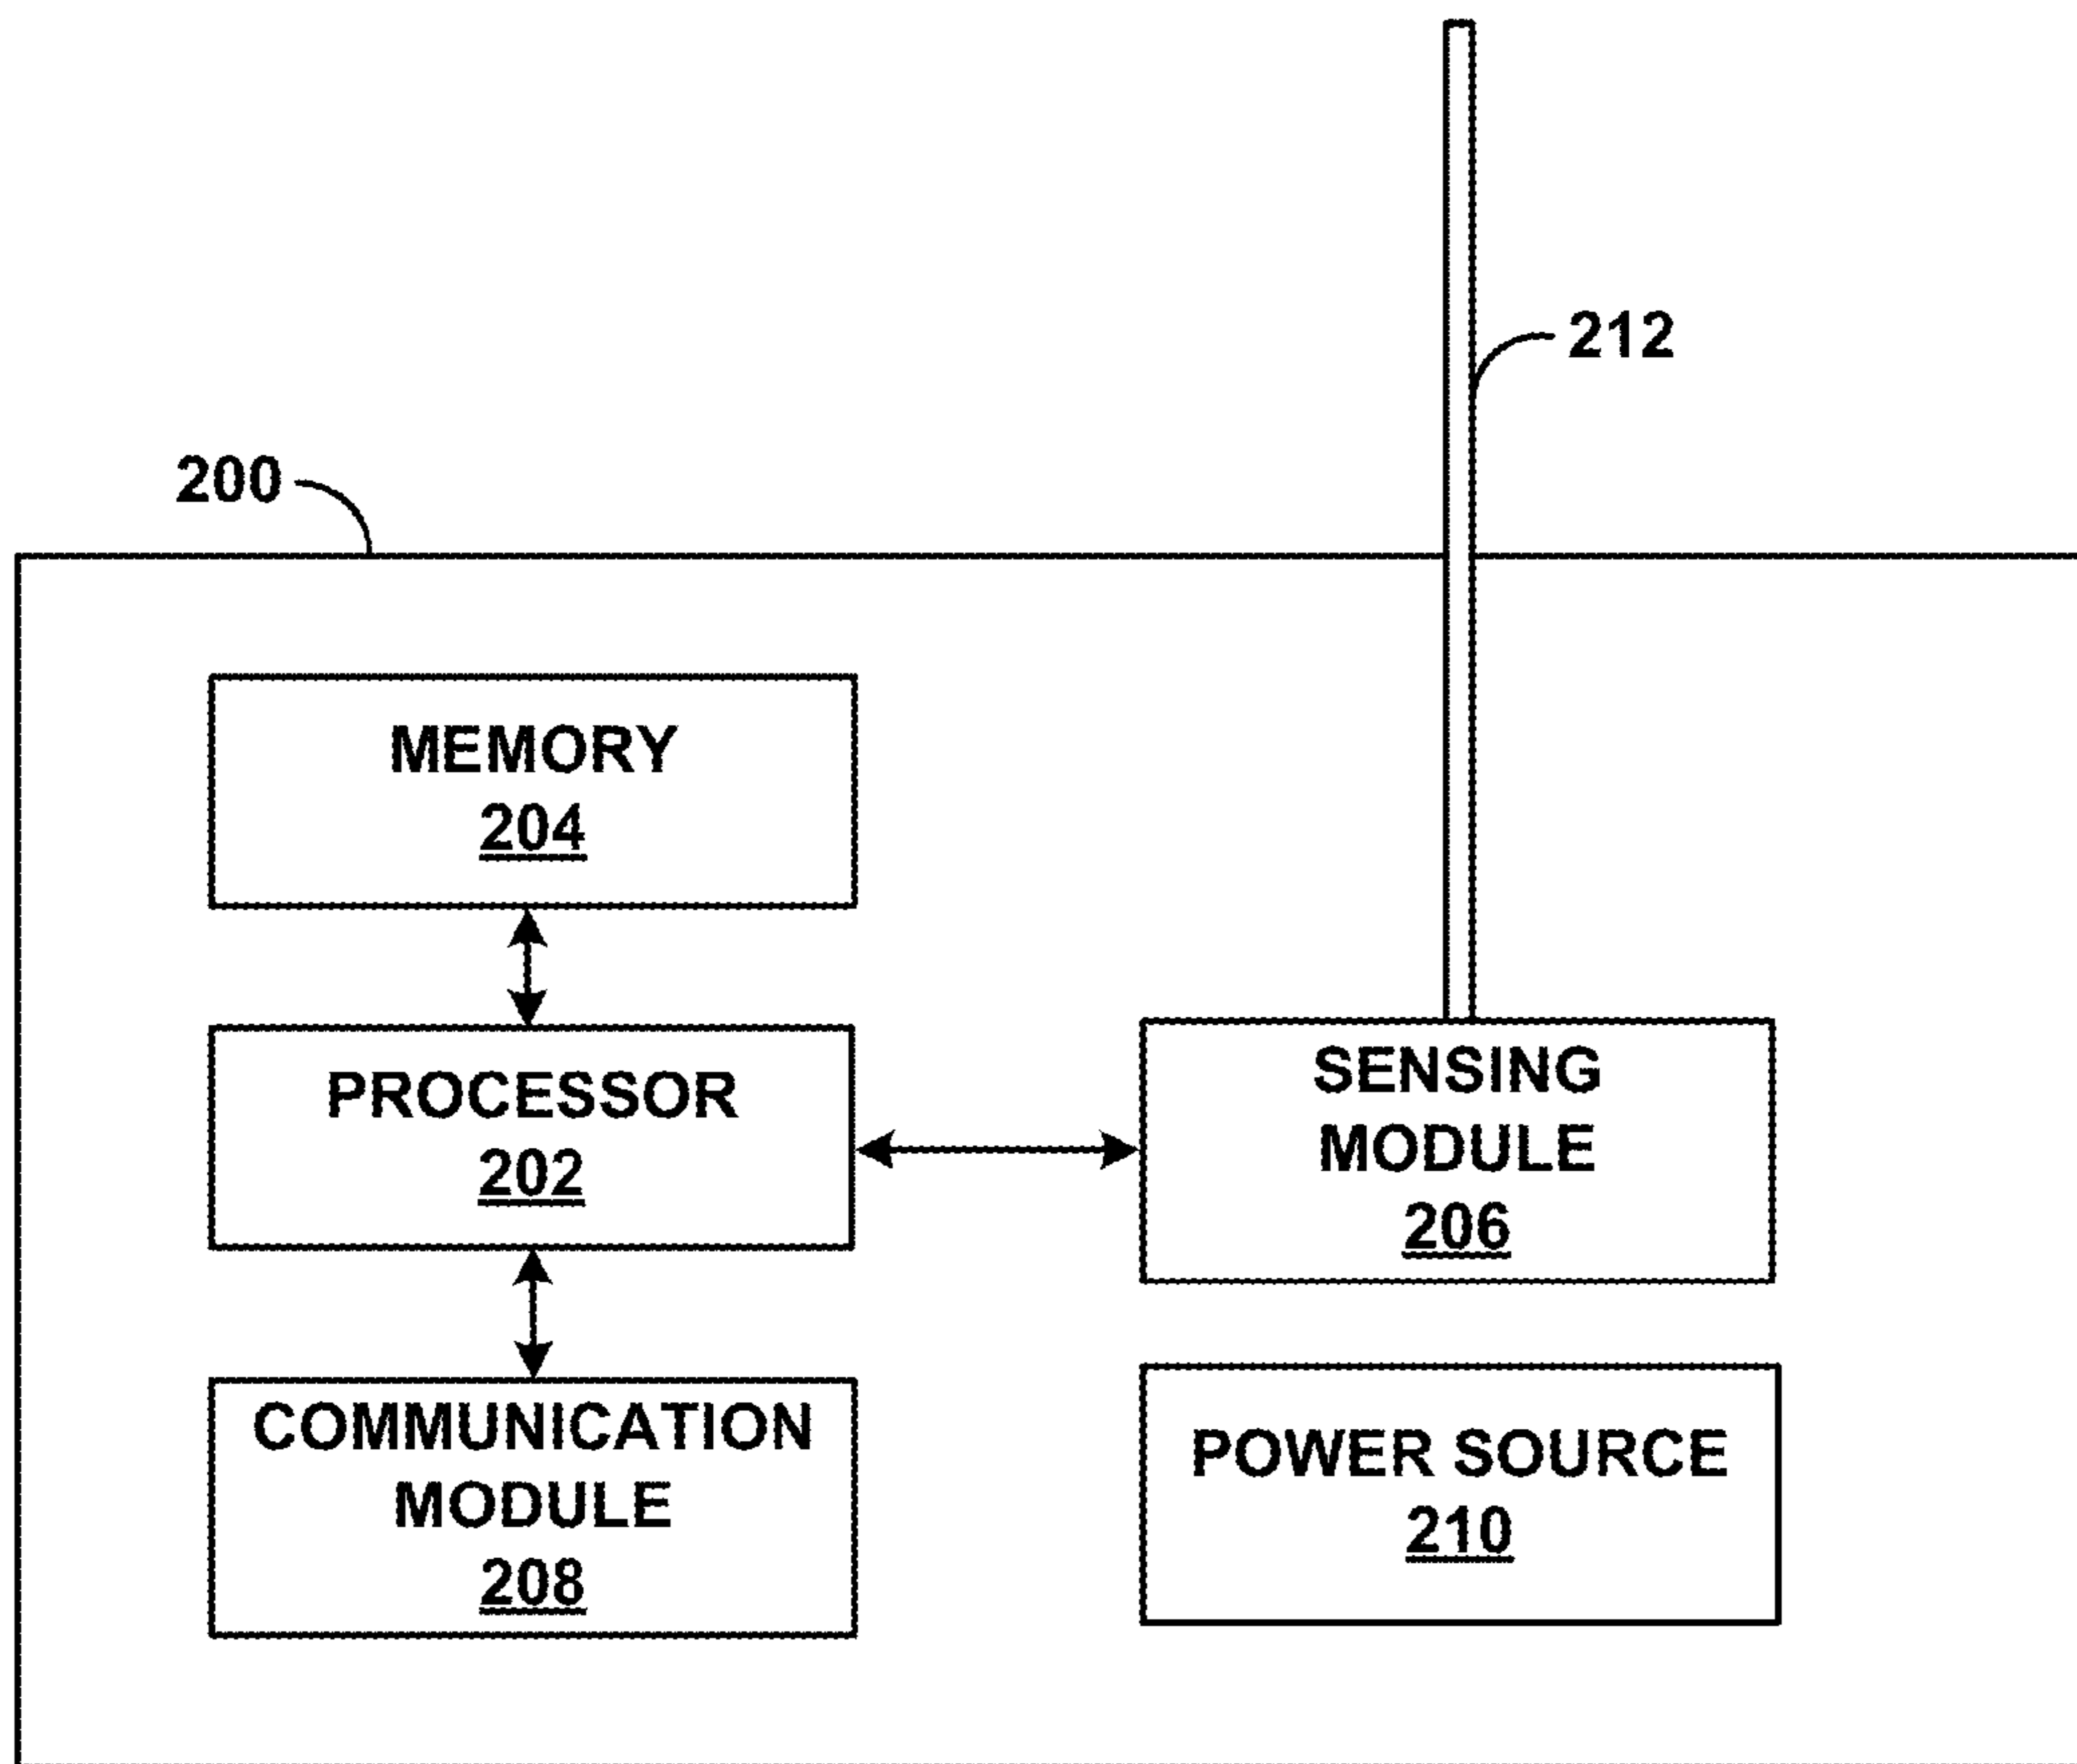 212
200
MEMORY
204
PROCESSOR
202
SENSING
MODULE
206
COMMUNICATION
MODULE
208
POWER SOURCE
210